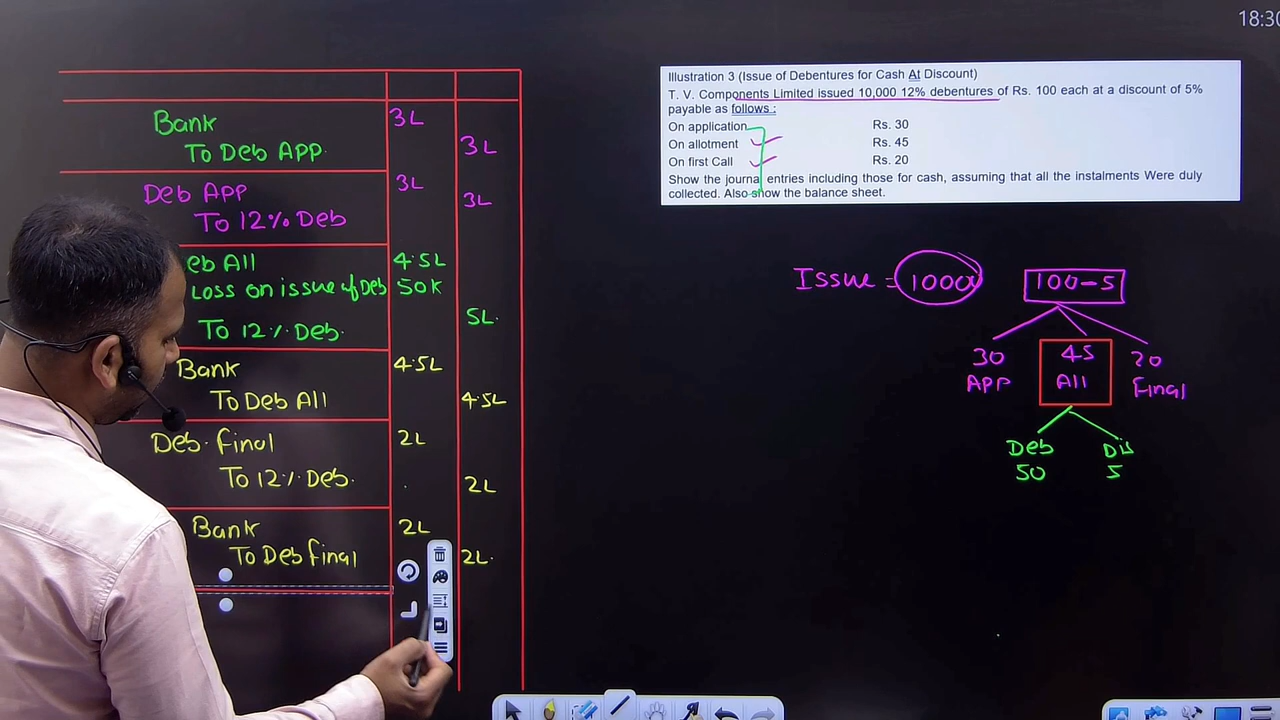 18:30
Bank 3L
To Deb App. 3L
Deb App 3L
To 12% Deb 3L
eb All 4.5L
Loss on issue of Deb 50K
To 12% Deb. 5L.
Bank 4.5L
To Deb All 4.5L
Deb. final 2L
To 12% Deb. 2L
Bank 2L
To Deb final 2L.
Illustration 3 (Issue of Debentures for Cash At Discount)
T. V. Components Limited issued 10,000 12% debentures of Rs. 100 each at a discount of 5%
payable as follows :
On application Rs. 30
On allotment Rs. 45
On first Call Rs. 20
Show the journal entries including those for cash, assuming that all the instalments Were duly
collected. Also show the balance sheet.
Issue = 10000 100-5
30 45 20
App All Final
Deb Dis
50 5